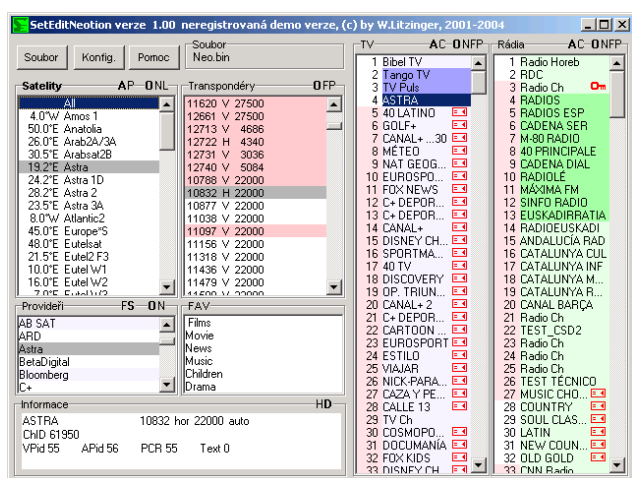 SetEditNeotion verze 1.00 neregistrovaná demo verze, (c) by W.Litzinger, 2001-2004
Soubor
Konfig.
Pomoc
Soubor
Neo.bin
Satelity AP ONL
All
4.0°W Amos 1
50.0°E Anatolia
26.0°E Arab2A/3A
30.5°E Arabsat2B
19.2°E Astra
24.2°E Astra 1D
28.2°E Astra 2
23.5°E Astra 3A
8.0°W Atlantic2
45.0°E Europe*S
48.0°E Eutelsat
21.5°E Eutel2 F3
10.0°E Eutel W1
16.0°E Eutel W2
Transpondéry OFP
11620 V 27500
12661 V 27500
12713 V 4686
12722 H 4340
12731 V 3036
12740 V 5084
10788 V 22000
10832 H 22000
10877 V 22000
11038 V 22000
11097 V 22000
11156 V 22000
11318 V 22000
11436 V 22000
11479 V 22000
Provideři FS ON
AB SAT
ARD
Astra
BetaDigital
Bloomberg
C+
FAV
Films
Movie
News
Music
Children
Drama
Informace HD
ASTRA 10832 hor 22000 auto
ChID 61950
VPid 55 APid 56 PCR 55 Text 0
TV AC ONFP
1 Bibel TV
2 Tango TV
3 TV Puls
4 ASTRA
5 40 LATINO
6 GOLF+
7 CANAL+ ...30
8 MÉTEO
9 NAT GEOG...
10 EUROSPO...
11 FOX NEWS
12 C+ DEPOR...
13 C+ DEPOR...
14 CANAL+
15 DISNEY CH...
16 SPORTMA...
17 40 TV
18 DISCOVERY
19 OP. TRIUN...
20 CANAL+ 2
21 C+ DEPOR...
22 CARTOON ...
23 EUROSPORT
24 ESTILO
25 VIAJAR
26 NICK-PARA...
27 CAZA Y PE...
28 CALLE 13
29 TV Ch
30 COSMOPO...
31 DOCUMANÍA
32 FOX KIDS
33 DISNEY CH...
Rádia AC ONFP
1 Radio Horeb
2 RDC
3 Radio Ch
4 RADIOS
5 RADIOS ESP
6 CADENA SER
7 M-80 RADIO
8 40 PRINCIPALE
9 CADENA DIAL
10 RADIOLÉ
11 MÁXIMA FM
12 SINFO RADIO
13 EUSKADIRRATIA
14 RADIOEUSKADI
15 ANDALUCÍA RAD
16 CATALUNYA CUL
17 CATALUNYA INF
18 CATALUNYA M...
19 CATALUNYA R...
20 CANAL BARÇA
21 Radio Ch
22 TEST_CSD2
23 Radio Ch
24 Radio Ch
25 Radio Ch
26 TEST TÉCNICO
27 MUSIC CHO...
28 COUNTRY
29 SOUL CLAS...
30 LATIN
31 NEW COUN...
32 OLD GOLD
33 CNN Radio